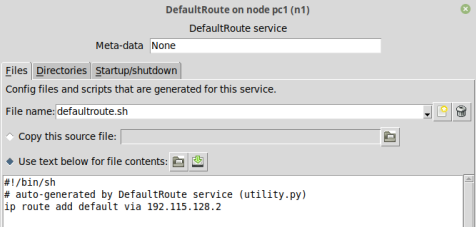 DefaultRoute on node pc1 (n1)
DefaultRoute service
Meta-data None
Files Directories Startup/shutdown
Config files and scripts that are generated for this service.
File name: defaultroute.sh
Copy this source file:
Use text below for file contents:
#!/bin/sh
# auto-generated by DefaultRoute service (utility.py)
ip route add default via 192.115.128.2